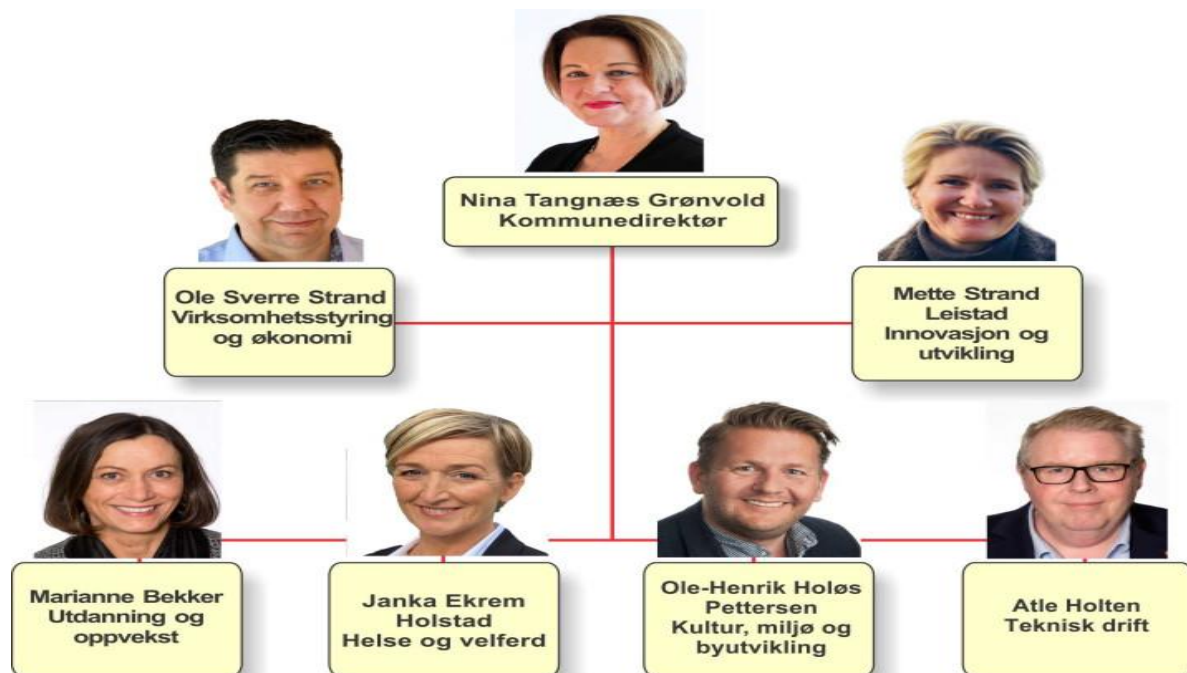 Nina Tangnæs Grønvold
Kommunedirektør
Ole Sverre Strand
Virksomhetsstyring
og økonomi
Mette Strand
Leistad
Innovasjon og
utvikling
Marianne Bekker
Utdanning og
oppvekst
Janka Ekrem
Holstad
Helse og velferd
Ole-Henrik Holøs
Pettersen
Kultur, miljø og
byutvikling
Atle Holten
Teknisk drift